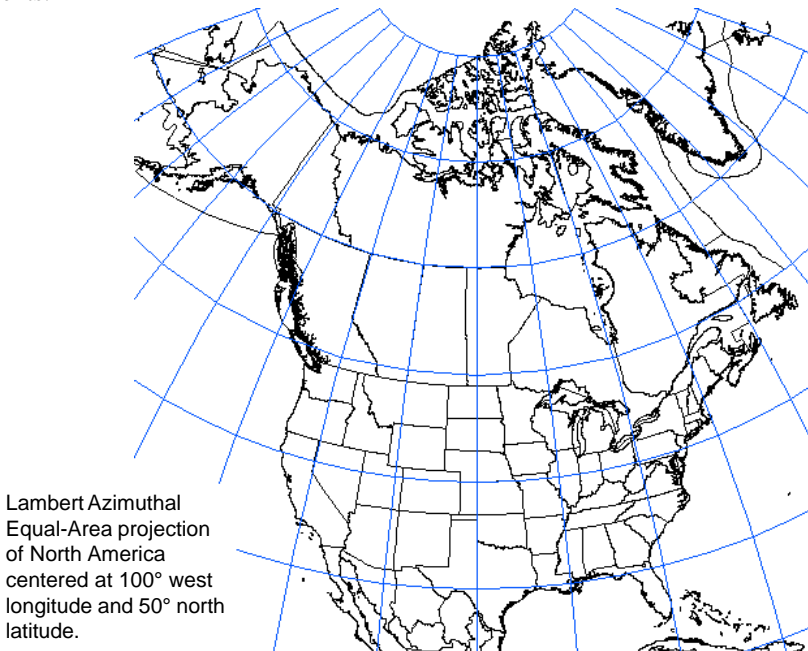 Lambert Azimuthal
Equal-Area projection
of North America
centered at 100° west
longitude and 50° north
latitude.